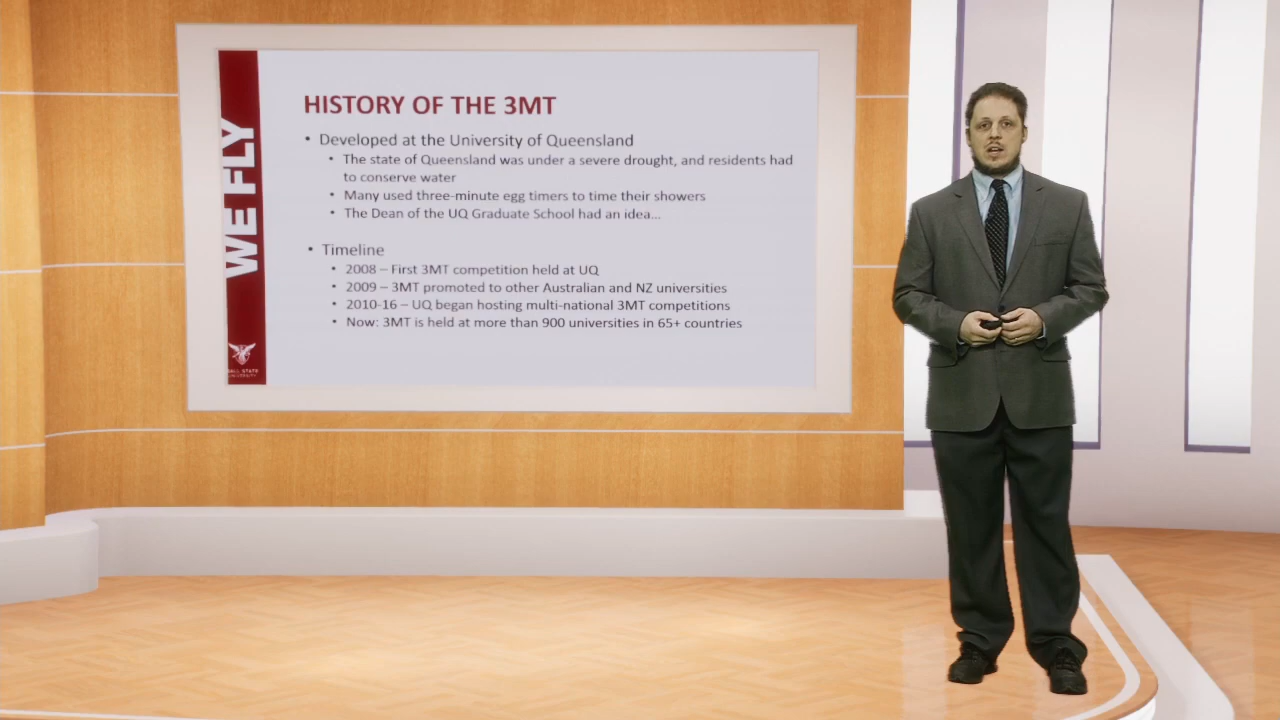 HISTORY OF THE 3MT
• Developed at the University of Queensland
• The state of Queensland was under a severe drought, and residents had
to conserve water
• Many used three-minute egg timers to time their showers
• The Dean of the UQ Graduate School had an idea…
• Timeline
• 2008 – First 3MT competition held at UQ
• 2009 – 3MT promoted to other Australian and NZ universities
• 2010-16 – UQ began hosting multi-national 3MT competitions
• Now: 3MT is held at more than 900 universities in 65+ countries
WE FLY
BALL STATE
UNIVERSITY